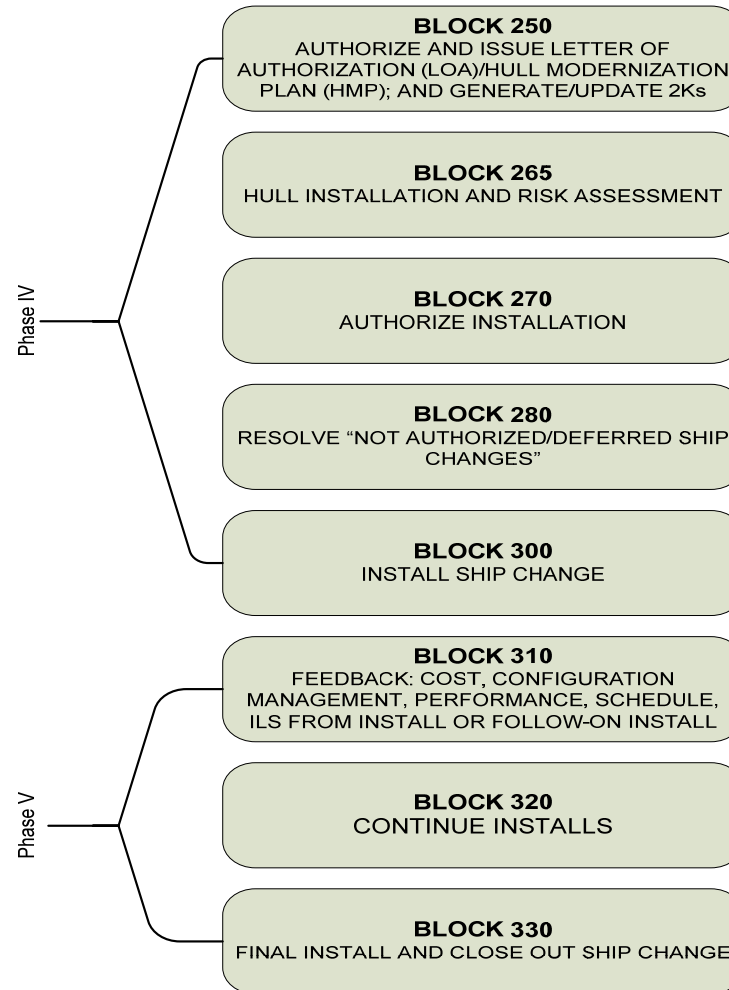 BLOCK 250
AUTHORIZE AND ISSUE LETTER OF
AUTHORIZATION (LOA)/HULL MODERNIZATION
PLAN (HMP); AND GENERATE/UPDATE 2Ks
BLOCK 265
HULL INSTALLATION AND RISK ASSESSMENT
BLOCK 270
AUTHORIZE INSTALLATION
BLOCK 280
RESOLVE “NOT AUTHORIZED/DEFERRED SHIP
CHANGES”
BLOCK 300
INSTALL SHIP CHANGE
Phase IV
BLOCK 310
FEEDBACK: COST, CONFIGURATION
MANAGEMENT, PERFORMANCE, SCHEDULE,
ILS FROM INSTALL OR FOLLOW-ON INSTALL
BLOCK 320
CONTINUE INSTALLS
BLOCK 330
FINAL INSTALL AND CLOSE OUT SHIP CHANGE
Phase V